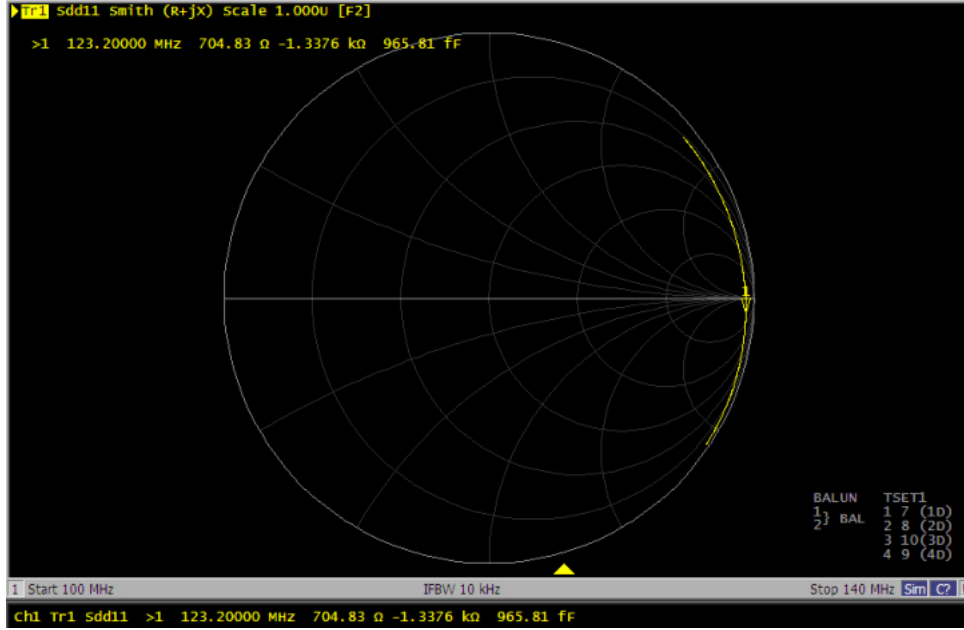 Tr1 Sdd11 Smith (R+jX) Scale 1.000U [F2]
>1 123.20000 MHz 704.83 Ω -1.3376 kΩ 965.81 fF
BALUN TSET1
1} BAL 1 7 (1D)
2 2 8 (2D)
3 10(3D)
4 9 (4D)
1 Start 100 MHz IFBW 10 kHz Stop 140 MHz Sim C?
Ch1 Tr1 Sdd11 >1 123.20000 MHz 704.83 Ω -1.3376 kΩ 965.81 fF